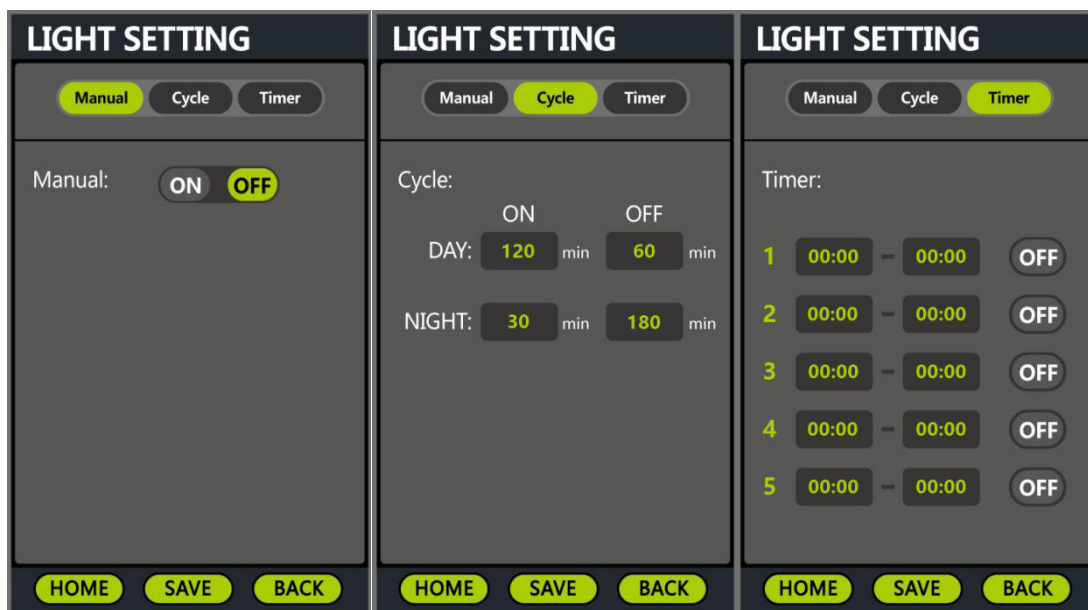 LIGHT SETTING
Manual Cycle Timer
Manual: ON OFF
HOME SAVE BACK
LIGHT SETTING
Manual Cycle Timer
Cycle:
ON OFF
DAY: 120 min 60 min
NIGHT: 30 min 180 min
HOME SAVE BACK
LIGHT SETTING
Manual Cycle Timer
Timer:
1 00:00 - 00:00 OFF
2 00:00 - 00:00 OFF
3 00:00 - 00:00 OFF
4 00:00 - 00:00 OFF
5 00:00 - 00:00 OFF
HOME SAVE BACK